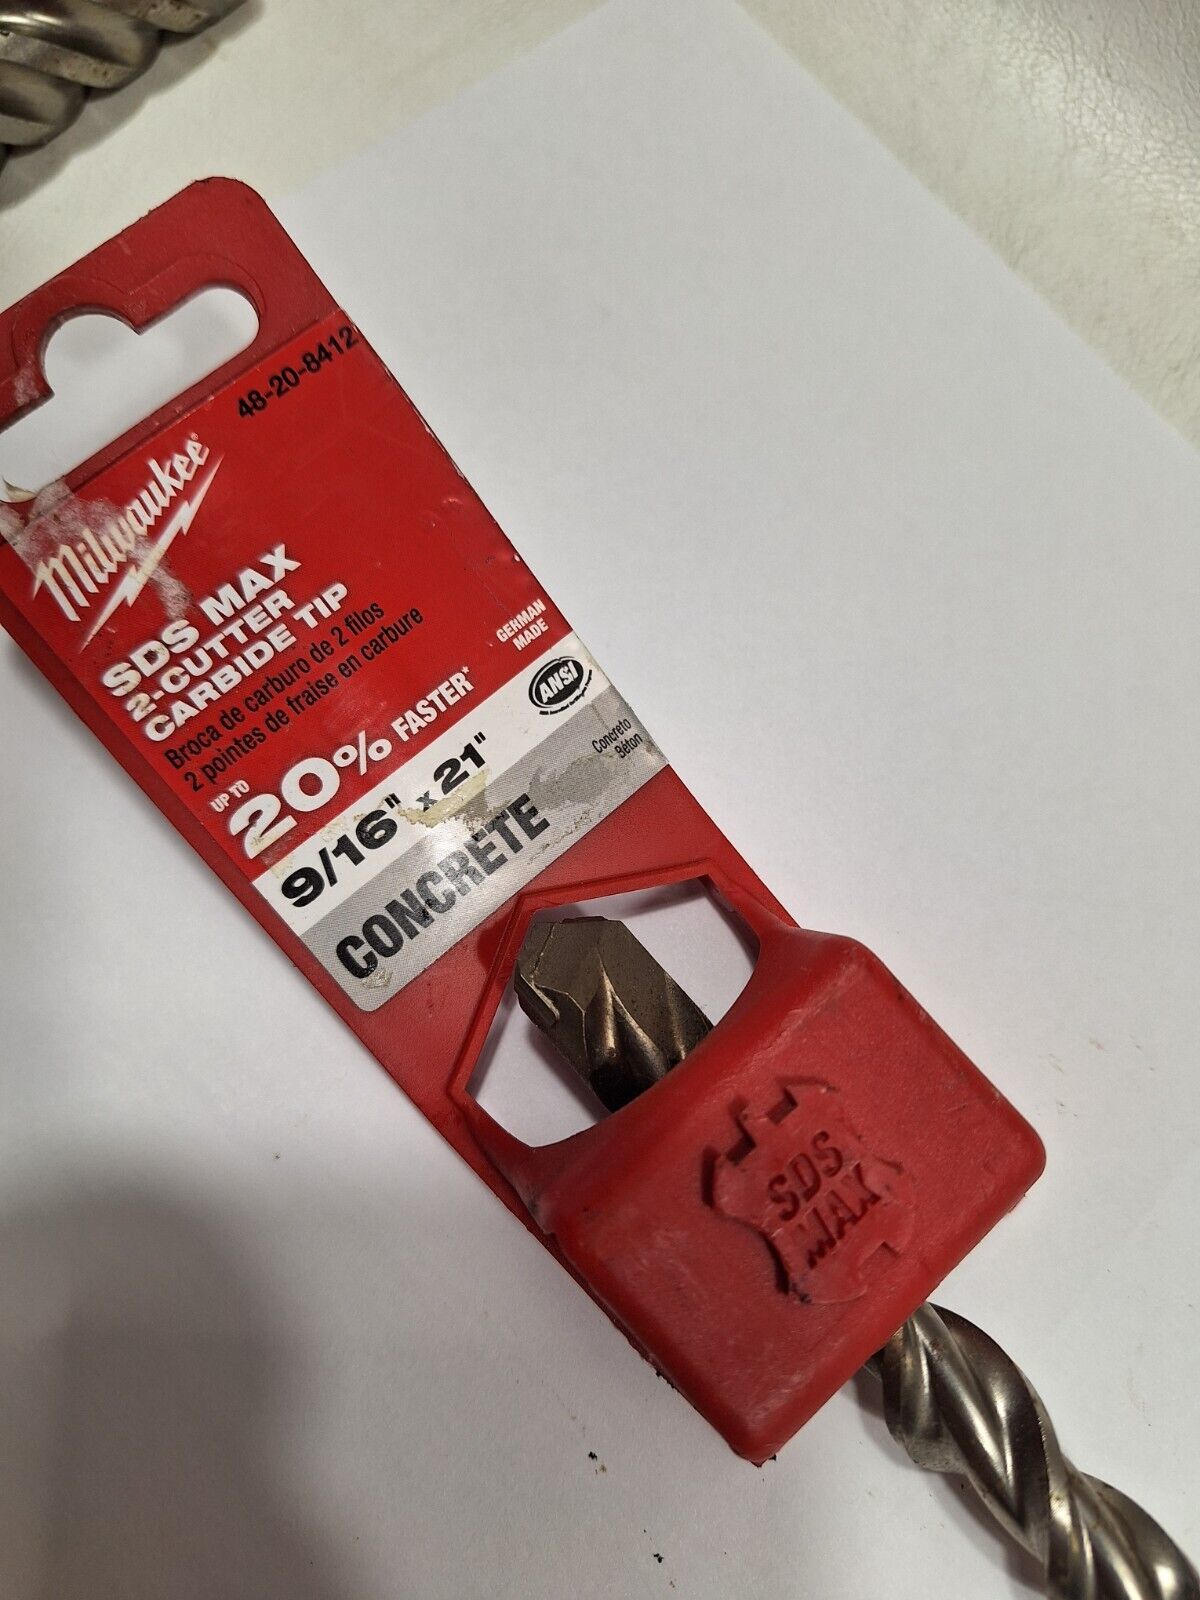 48-20-8412
Milwaukee®
SDS MAX
2-CUTTER
CARBIDE TIP
Broca de carburo de 2 filos
2 pointes de fraise en carbure
GERMAN
MADE
UP TO
20% FASTER*
ANSI
9/16" x 21"
CONCRETE
Concreto
Béton
SDS
MAX